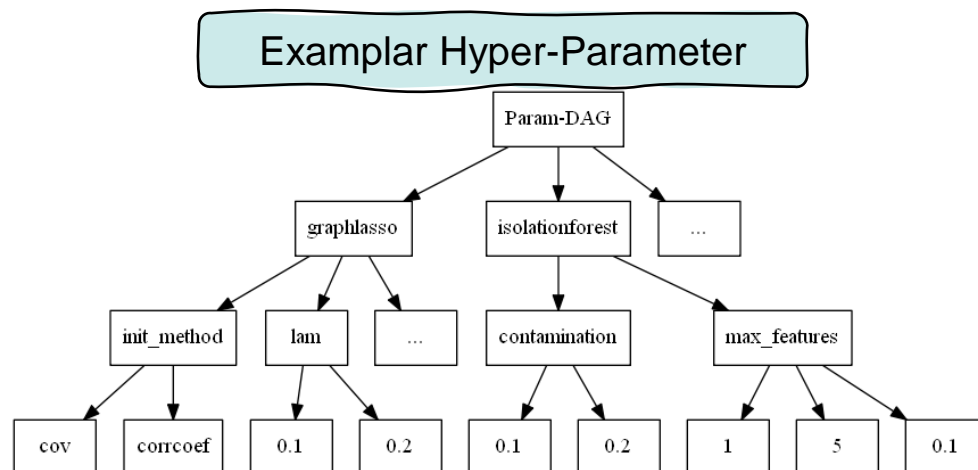 Examplar Hyper-Parameter
Param-DAG
graphlasso isolationforest ...
init_method lam ... contamination max_features
cov corrcoef 0.1 0.2 0.1 0.2 1 5 0.1